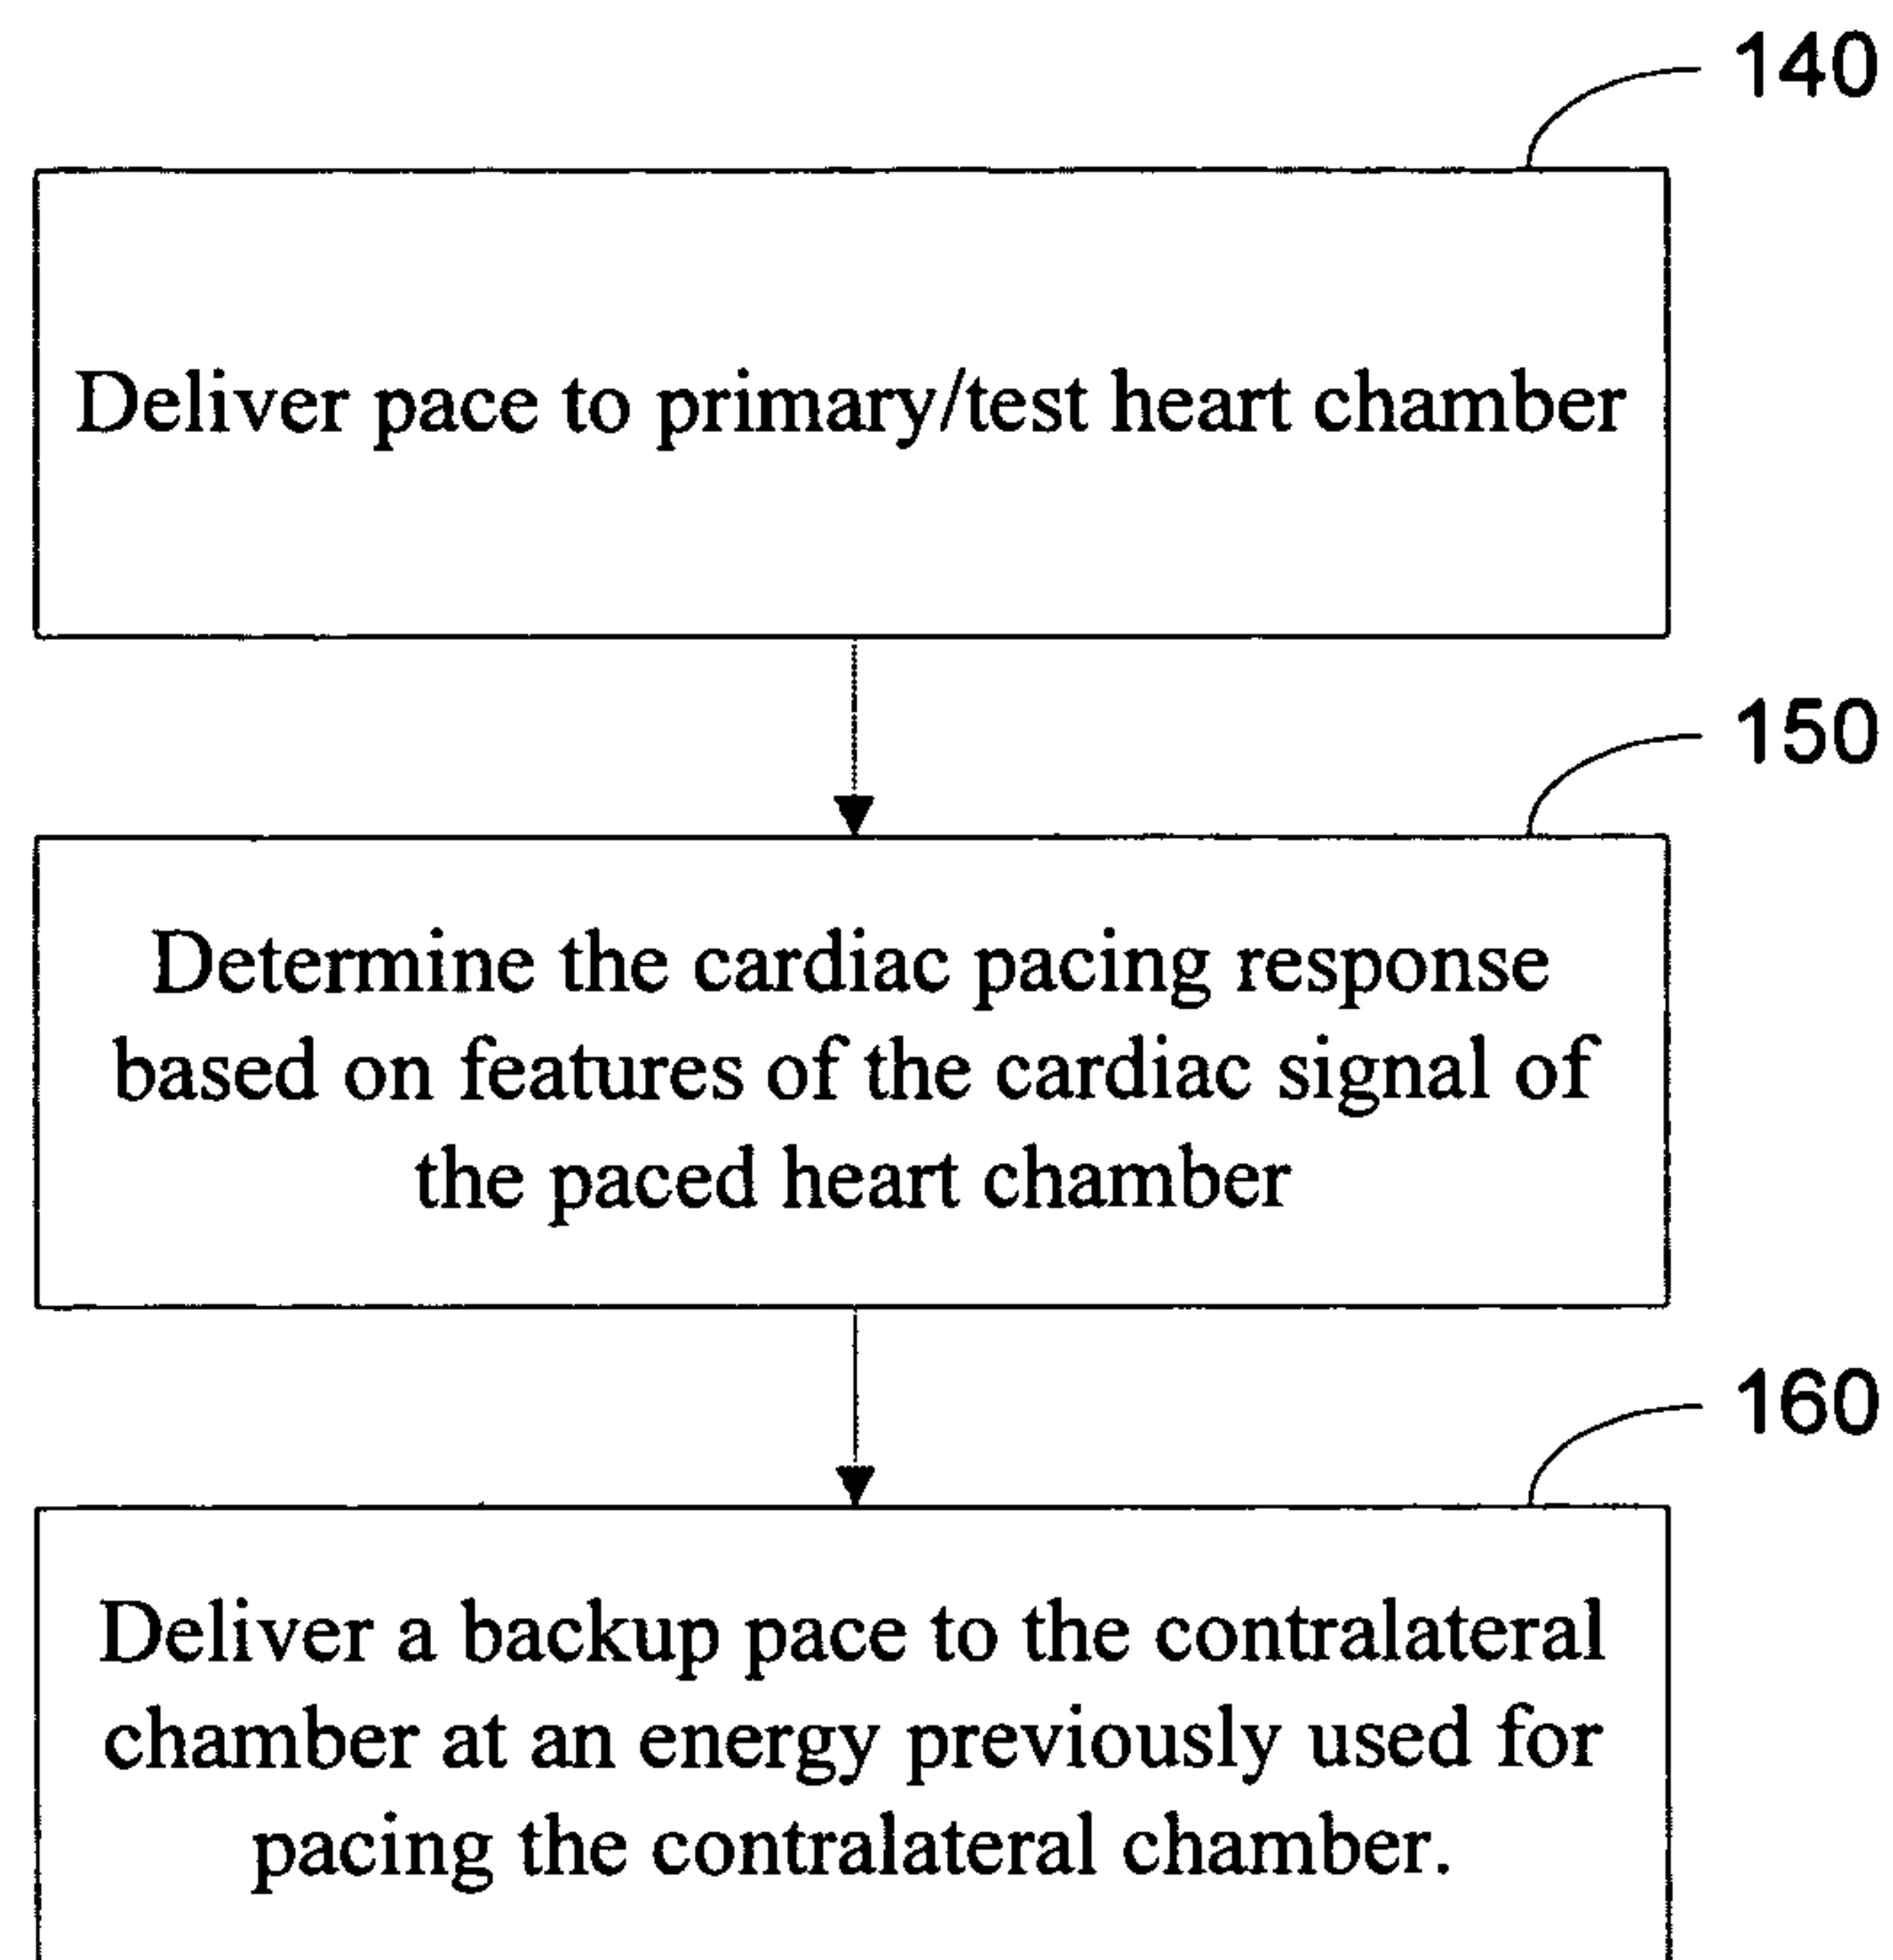 140
Deliver pace to primary/test heart chamber
150
Determine the cardiac pacing response
based on features of the cardiac signal of
the paced heart chamber
160
Deliver a backup pace to the contralateral
chamber at an energy previously used for
pacing the contralateral chamber.